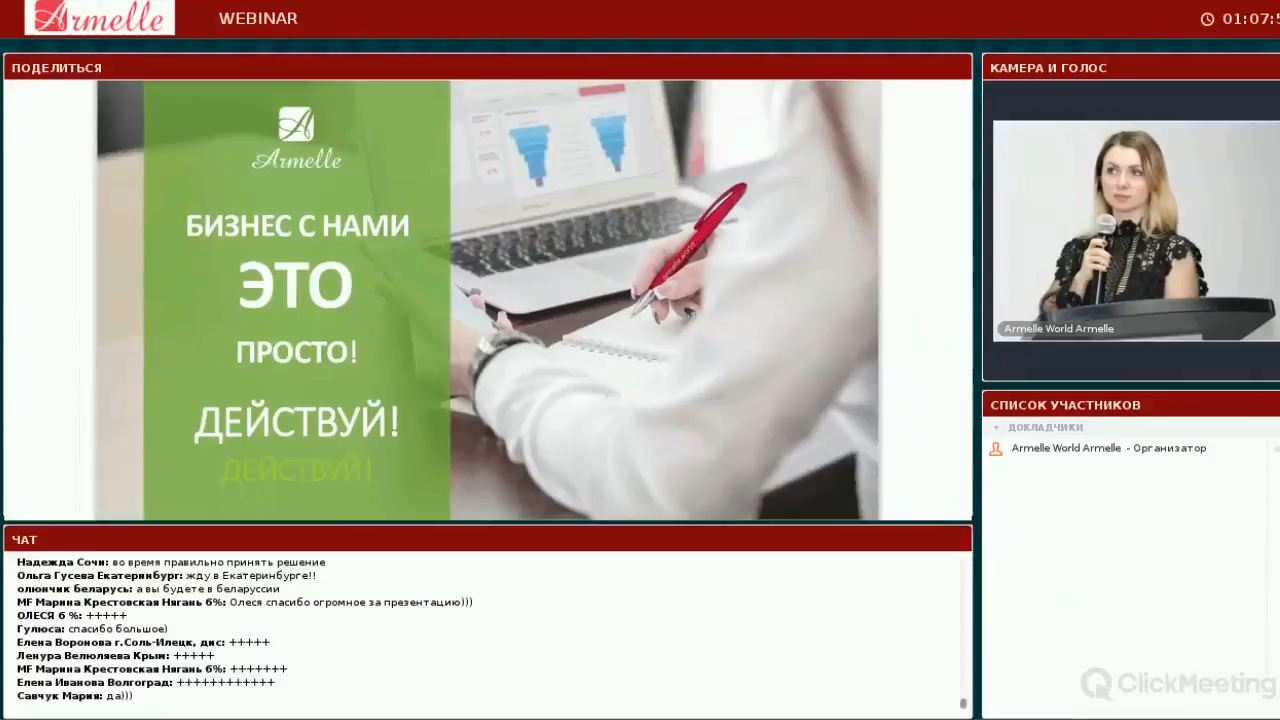 Armelle
WEBINAR
01:07:5
ПОДЕЛИТЬСЯ
Armelle
БИЗНЕС С НАМИ
ЭТО
ПРОСТО!
ДЕЙСТВУЙ!
ДЕЙСТВУЙ!
armelle.world
КАМЕРА И ГОЛОС
Armelle World Armelle
СПИСОК УЧАСТНИКОВ
ДОКЛАДЧИКИ
Armelle World Armelle - Организатор
ЧАТ
Надежда Сочи: во время правильно принять решение
Ольга Гусева Екатеринбург: жду в Екатеринбурге!!
олюнчик беларусь: а вы будете в беларуссии
MF Марина Крестовская Нягань 6%: Олеся спасибо огромное за презентацию)))
ОЛЕСЯ 6 %: +++++
Гулюса: спасибо большое)
Елена Воронова г.Соль-Илецк, дис: +++++
Ленура Велюляева Крым: +++++
MF Марина Крестовская Нягань 6%: +++++++
Елена Иванова Волгоград: ++++++++++++
Савчук Мария: да)))
ClickMeeting